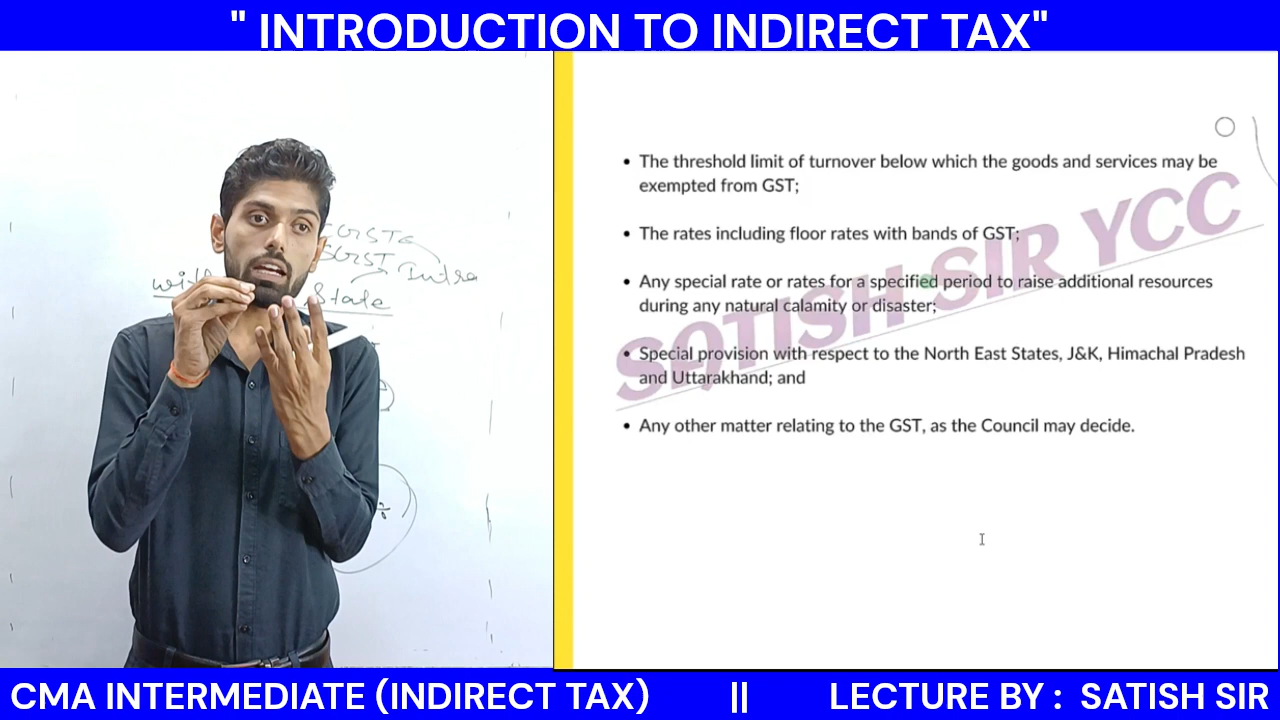 " INTRODUCTION TO INDIRECT TAX"
CGST
SGST
Intra
State
• The threshold limit of turnover below which the goods and services may be
exempted from GST;
• The rates including floor rates with bands of GST;
• Any special rate or rates for a specified period to raise additional resources
during any natural calamity or disaster;
• Special provision with respect to the North East States, J&K, Himachal Pradesh
and Uttarakhand; and
• Any other matter relating to the GST, as the Council may decide.
SATISH SIR YCC
CMA INTERMEDIATE (INDIRECT TAX) || LECTURE BY : SATISH SIR